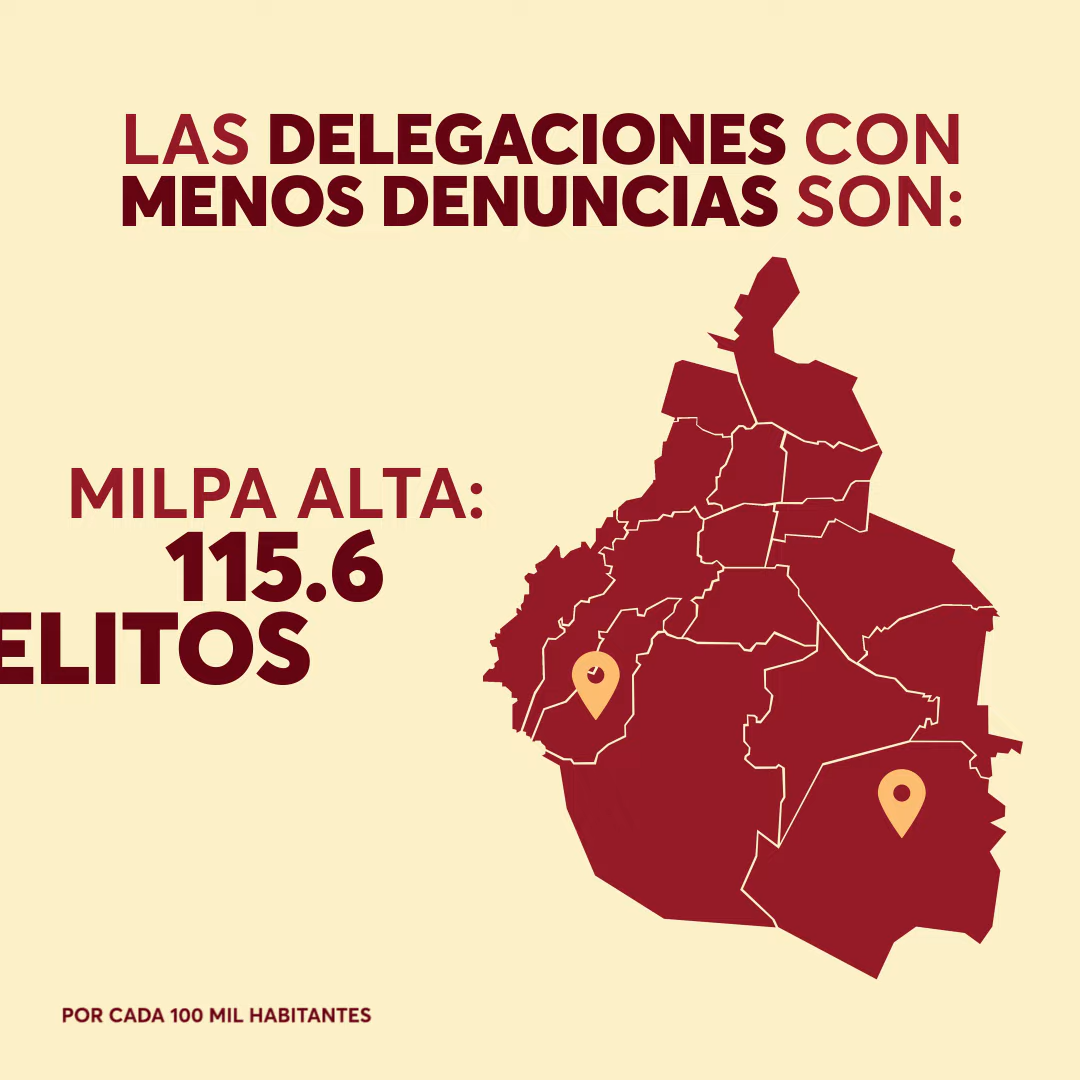 LAS DELEGACIONES CON
MENOS DENUNCIAS SON:
MILPA ALTA:
115.6
ELITOS
POR CADA 100 MIL HABITANTES